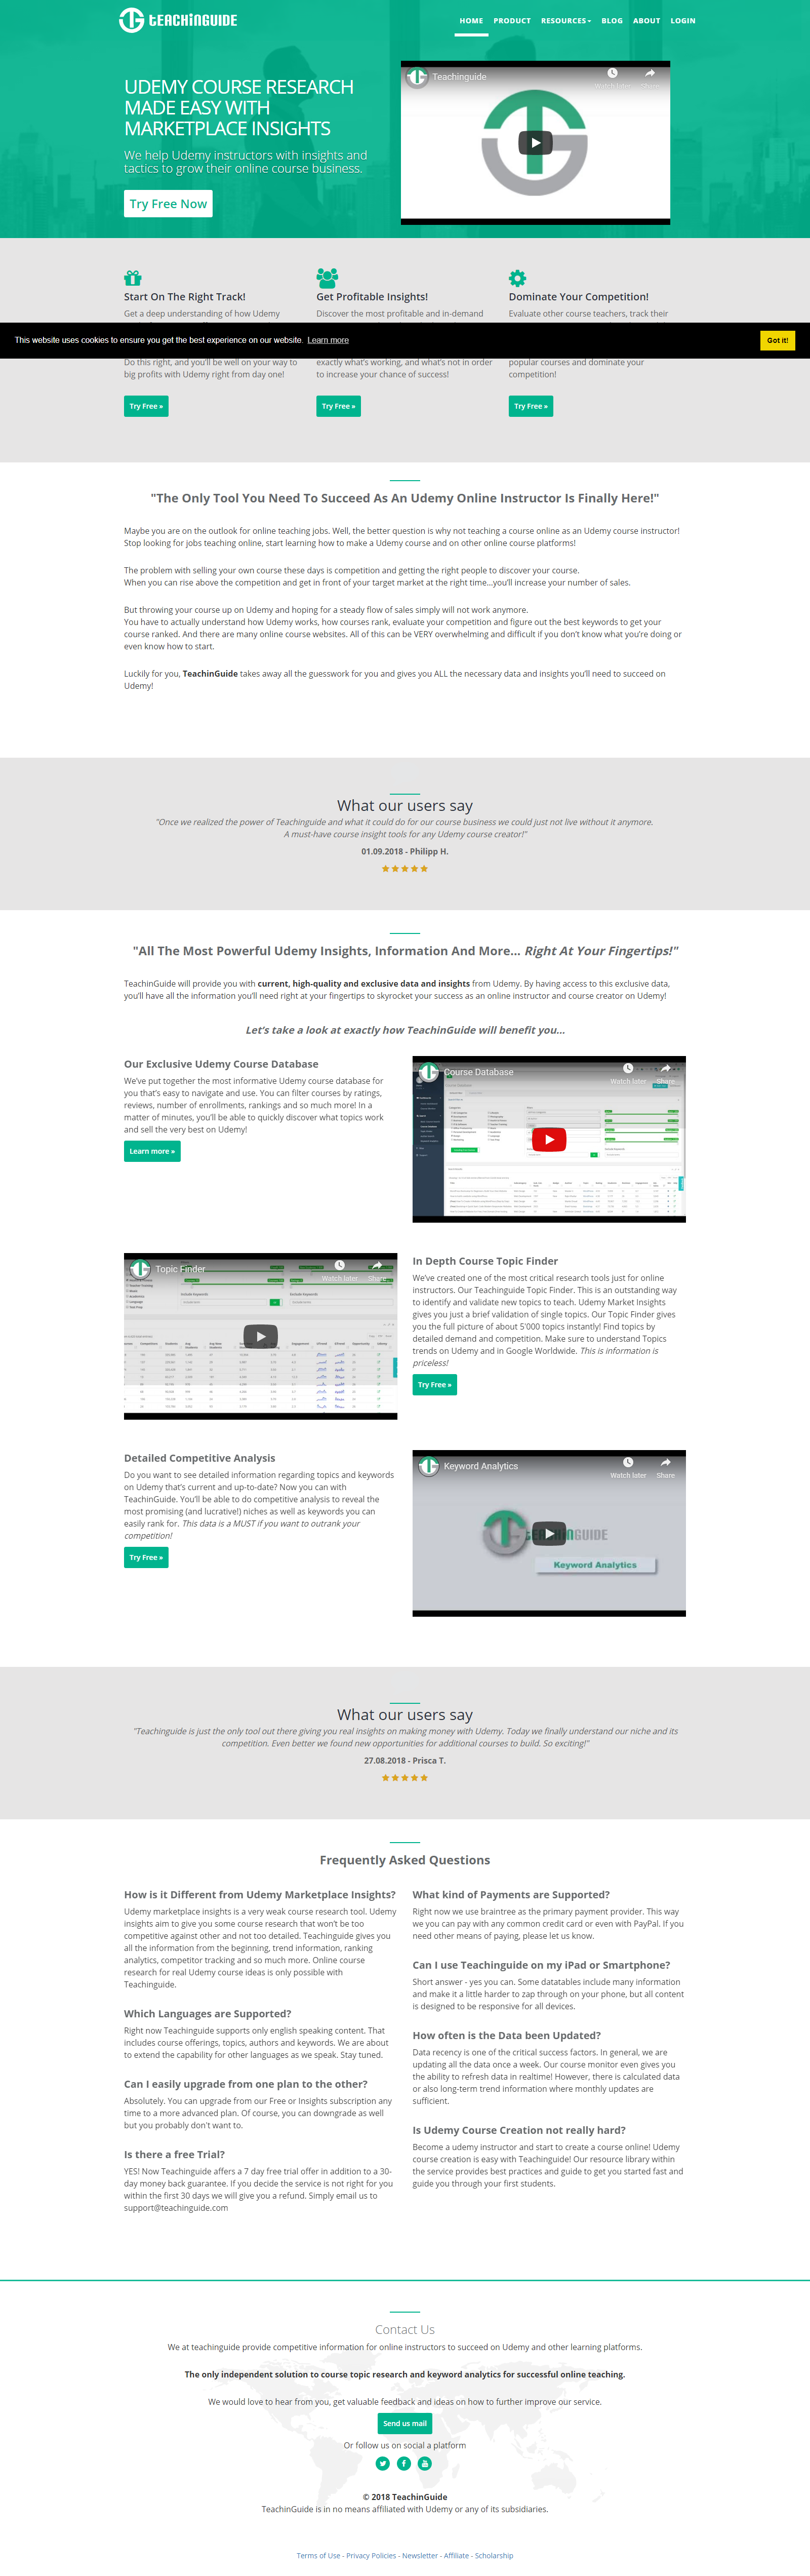 TEACHINGUIDE
HOME PRODUCT RESOURCES BLOG ABOUT LOGIN
UDEMY COURSE RESEARCH
MADE EASY WITH
MARKETPLACE INSIGHTS
We help Udemy instructors with insights and
tactics to grow their online course business.
Try Free Now
Teachinguide
Watch later Share
Start On The Right Track!
Get a deep understanding of how Udemy
Do this right, and you'll be well on your way to
big profits with Udemy right from day one!
Try Free »
Get Profitable Insights!
Discover the most profitable and in-demand
exactly what's working, and what's not in order
to increase your chance of success!
Try Free »
Dominate Your Competition!
Evaluate other course teachers, track their
popular courses and dominate your
competition!
Try Free »
This website uses cookies to ensure you get the best experience on our website. Learn more
Got it!
"The Only Tool You Need To Succeed As An Udemy Online Instructor Is Finally Here!"
Maybe you are on the outlook for online teaching jobs. Well, the better question is why not teaching a course online as an Udemy course instructor!
Stop looking for jobs teaching online, start learning how to make a Udemy course and on other online course platforms!
The problem with selling your own course these days is competition and getting the right people to discover your course.
When you can rise above the competition and get in front of your target market at the right time...you'll increase your number of sales.
But throwing your course up on Udemy and hoping for a steady flow of sales simply will not work anymore.
You have to actually understand how Udemy works, how courses rank, evaluate your competition and figure out the best keywords to get your
course ranked. And there are many online course websites. All of this can be VERY overwhelming and difficult if you don't know what you're doing or
even know how to start.
Luckily for you, TeachinGuide takes away all the guesswork for you and gives you ALL the necessary data and insights you'll need to succeed on
Udemy!
What our users say
"Once we realized the power of Teachinguide and what it could do for our course business we could just not live without it anymore.
A must-have course insight tools for any Udemy course creator!"
01.09.2018 - Philipp H.
"All The Most Powerful Udemy Insights, Information And More... Right At Your Fingertips!"
TeachinGuide will provide you with current, high-quality and exclusive data and insights from Udemy. By having access to this exclusive data,
you'll have all the information you'll need right at your fingertips to skyrocket your success as an online instructor and course creator on Udemy!
Let's take a look at exactly how TeachinGuide will benefit you...
Our Exclusive Udemy Course Database
We've put together the most informative Udemy course database for
you that's easy to navigate and use. You can filter courses by ratings,
reviews, number of enrollments, rankings and so much more! In a
matter of minutes, you'll be able to quickly discover what topics work
and sell the very best on Udemy!
Learn more »
Course Database
Watch later Share
Topic Finder
Watch later Share
Include Keywords Exclude Keywords
In Depth Course Topic Finder
We've created one of the most critical research tools just for online
instructors. Our Teachinguide Topic Finder. This is an outstanding way
to identify and validate new topics to teach. Udemy Market Insights
gives you just a brief validation of single topics. Our Topic Finder gives
you the full picture of about 5'000 topics instantly! Find topics by
detailed demand and competition. Make sure to understand Topics
trends on Udemy and in Google Worldwide. This is information is
priceless!
Try Free »
Detailed Competitive Analysis
Do you want to see detailed information regarding topics and keywords
on Udemy that's current and up-to-date? Now you can with
TeachinGuide. You'll be able to do competitive analysis to reveal the
most promising (and lucrative!) niches as well as keywords you can
easily rank for. This data is a MUST if you want to outrank your
competition!
Try Free »
Keyword Analytics
Watch later Share
Keyword Analytics
What our users say
"Teachinguide is just the only tool out there giving you real insights on making money with Udemy. Today we finally understand our niche and its
competition. Even better we found new opportunities for additional courses to build. So exciting!"
27.08.2018 - Prisca T.
Frequently Asked Questions
How is it Different from Udemy Marketplace Insights?
Udemy marketplace insights is a very weak course research tool. Udemy
insights aim to give you some course research that won't be too
competitive against other and not too detailed. Teachinguide gives you
all the information from the beginning, trend information, ranking
analytics, competitor tracking and so much more. Online course
research for real Udemy course ideas is only possible with
Teachinguide.
Which Languages are Supported?
Right now Teachinguide supports only english speaking content. That
includes course offerings, topics, authors and keywords. We are about
to extend the capability for other languages as we speak. Stay tuned.
Can I easily upgrade from one plan to the other?
Absolutely. You can upgrade from our Free or Insights subscription any
time to a more advanced plan. Of course, you can downgrade as well
but you probably don't want to.
Is there a free Trial?
YES! Now Teachinguide affers a 7 day free trial offer in addition to a 30-
day money back guarantee. If you decide the service is not right for you
within the first 30 days we will give you a refund. Simply email us to
support@teachinguide.com
What kind of Payments are Supported?
Right now we use braintree as the primary payment provider. This way
we you can pay with any common credit card or even with PayPal. If you
need other means of paying, please let us know.
Can I use Teachinguide on my iPad or Smartphone?
Short answer - yes you can. Some datatables include many information
and make it a little harder to zap through on your phone, but all content
is designed to be responsive for all devices.
How often is the Data been Updated?
Data recency is one of the critical success factors. In general, we are
updating all the data once a week. Our course monitor even gives you
the ability to refresh data in realtime! However, there is calculated data
or also long-term trend information where monthly updates are
sufficient.
Is Udemy Course Creation not really hard?
Become a udemy instructor and start to create a course online! Udemy
course creation is easy with Teachinguide! Our resource library within
the service provides best practices and guide to get you started fast and
guide you through your first students.
Contact Us
We at teachinguide provide competitive information for online instructors to succeed on Udemy and other learning platforms.
The only independent solution to course topic research and keyword analytics for successful online teaching.
We would love to hear from you, get valuable feedback and ideas on how to further improve our service.
Send us mail
Or follow us on social a platform
© 2018 TeachinGuide
TeachinGuide is in no means affiliated with Udemy or any of its subsidiaries.
Terms of Use - Privacy Policies - Newsletter - Affiliate - Scholarship